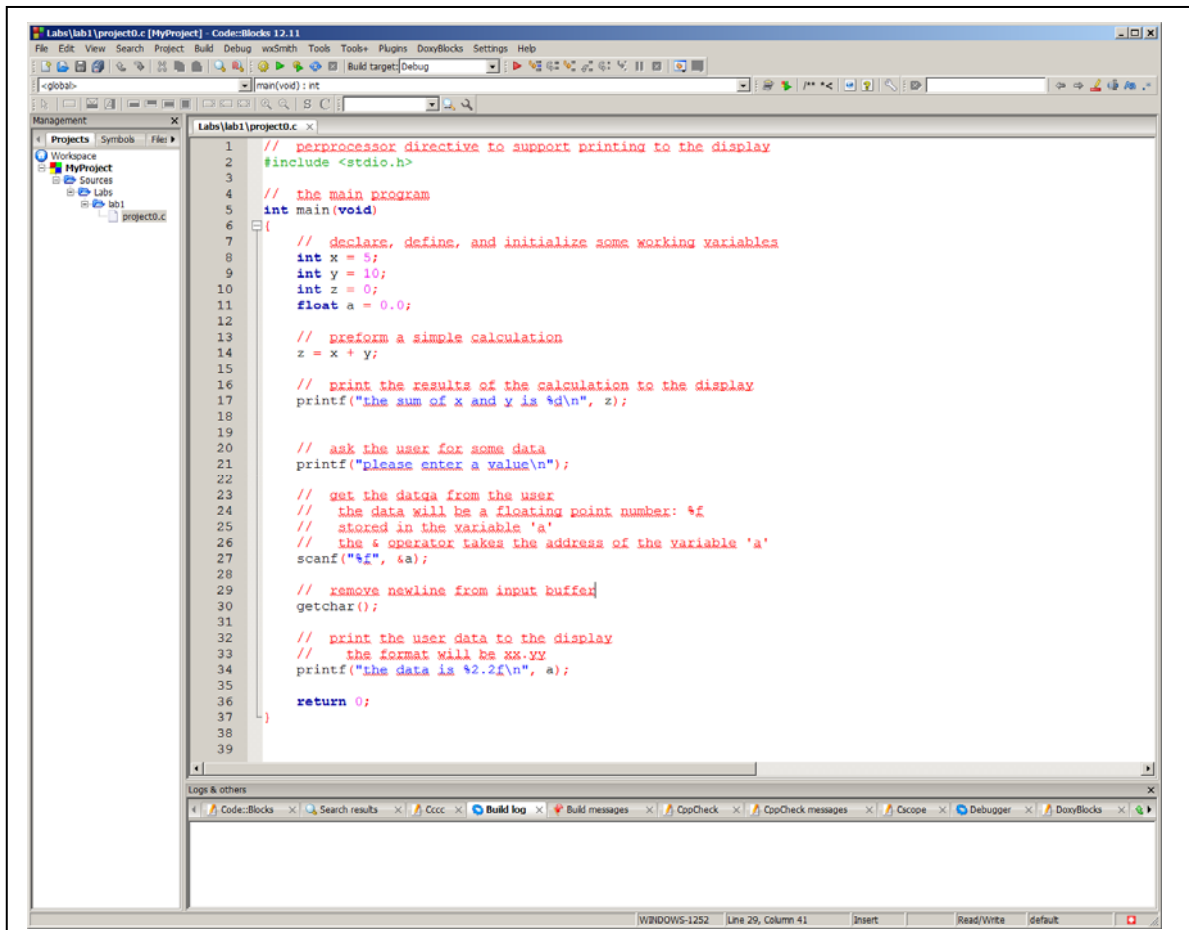 Labs\lab1\project0.c [MyProject] - Code::Blocks 12.11
File Edit View Search Project Build Debug wxSmith Tools Tools+ Plugins DoxyBlocks Settings Help
Build target: Debug
<global> main(void) : int /** *<
S C
Management
Projects Symbols Files
Labs\lab1\project0.c
Workspace
MyProject
Sources
Labs
lab1
project0.c
1 // perprocessor directive to support printing to the display
2 #include <stdio.h>
3
4 // the main program
5 int main(void)
6 {
7 // declare, define, and initialize some working variables
8 int x = 5;
9 int y = 10;
10 int z = 0;
11 float a = 0.0;
12
13 // preform a simple calculation
14 z = x + y;
15
16 // print the results of the calculation to the display
17 printf("the sum of x and y is %d\n", z);
18
19
20 // ask the user for some data
21 printf("please enter a value\n");
22
23 // get the datqa from the user
24 // the data will be a floating point number: %f
25 // stored in the variable 'a'
26 // the & operator takes the address of the variable 'a'
27 scanf("%f", &a);
28
29 // remove newline from input buffer
30 getchar();
31
32 // print the user data to the display
33 // the format will be xx.yy
34 printf("the data is %2.2f\n", a);
35
36 return 0;
37 }
38
39
Logs & others
Code::Blocks Search results Cccc Build log Build messages CppCheck CppCheck messages Cscope Debugger DoxyBlocks
WINDOWS-1252 Line 29, Column 41 Insert Read/Write default